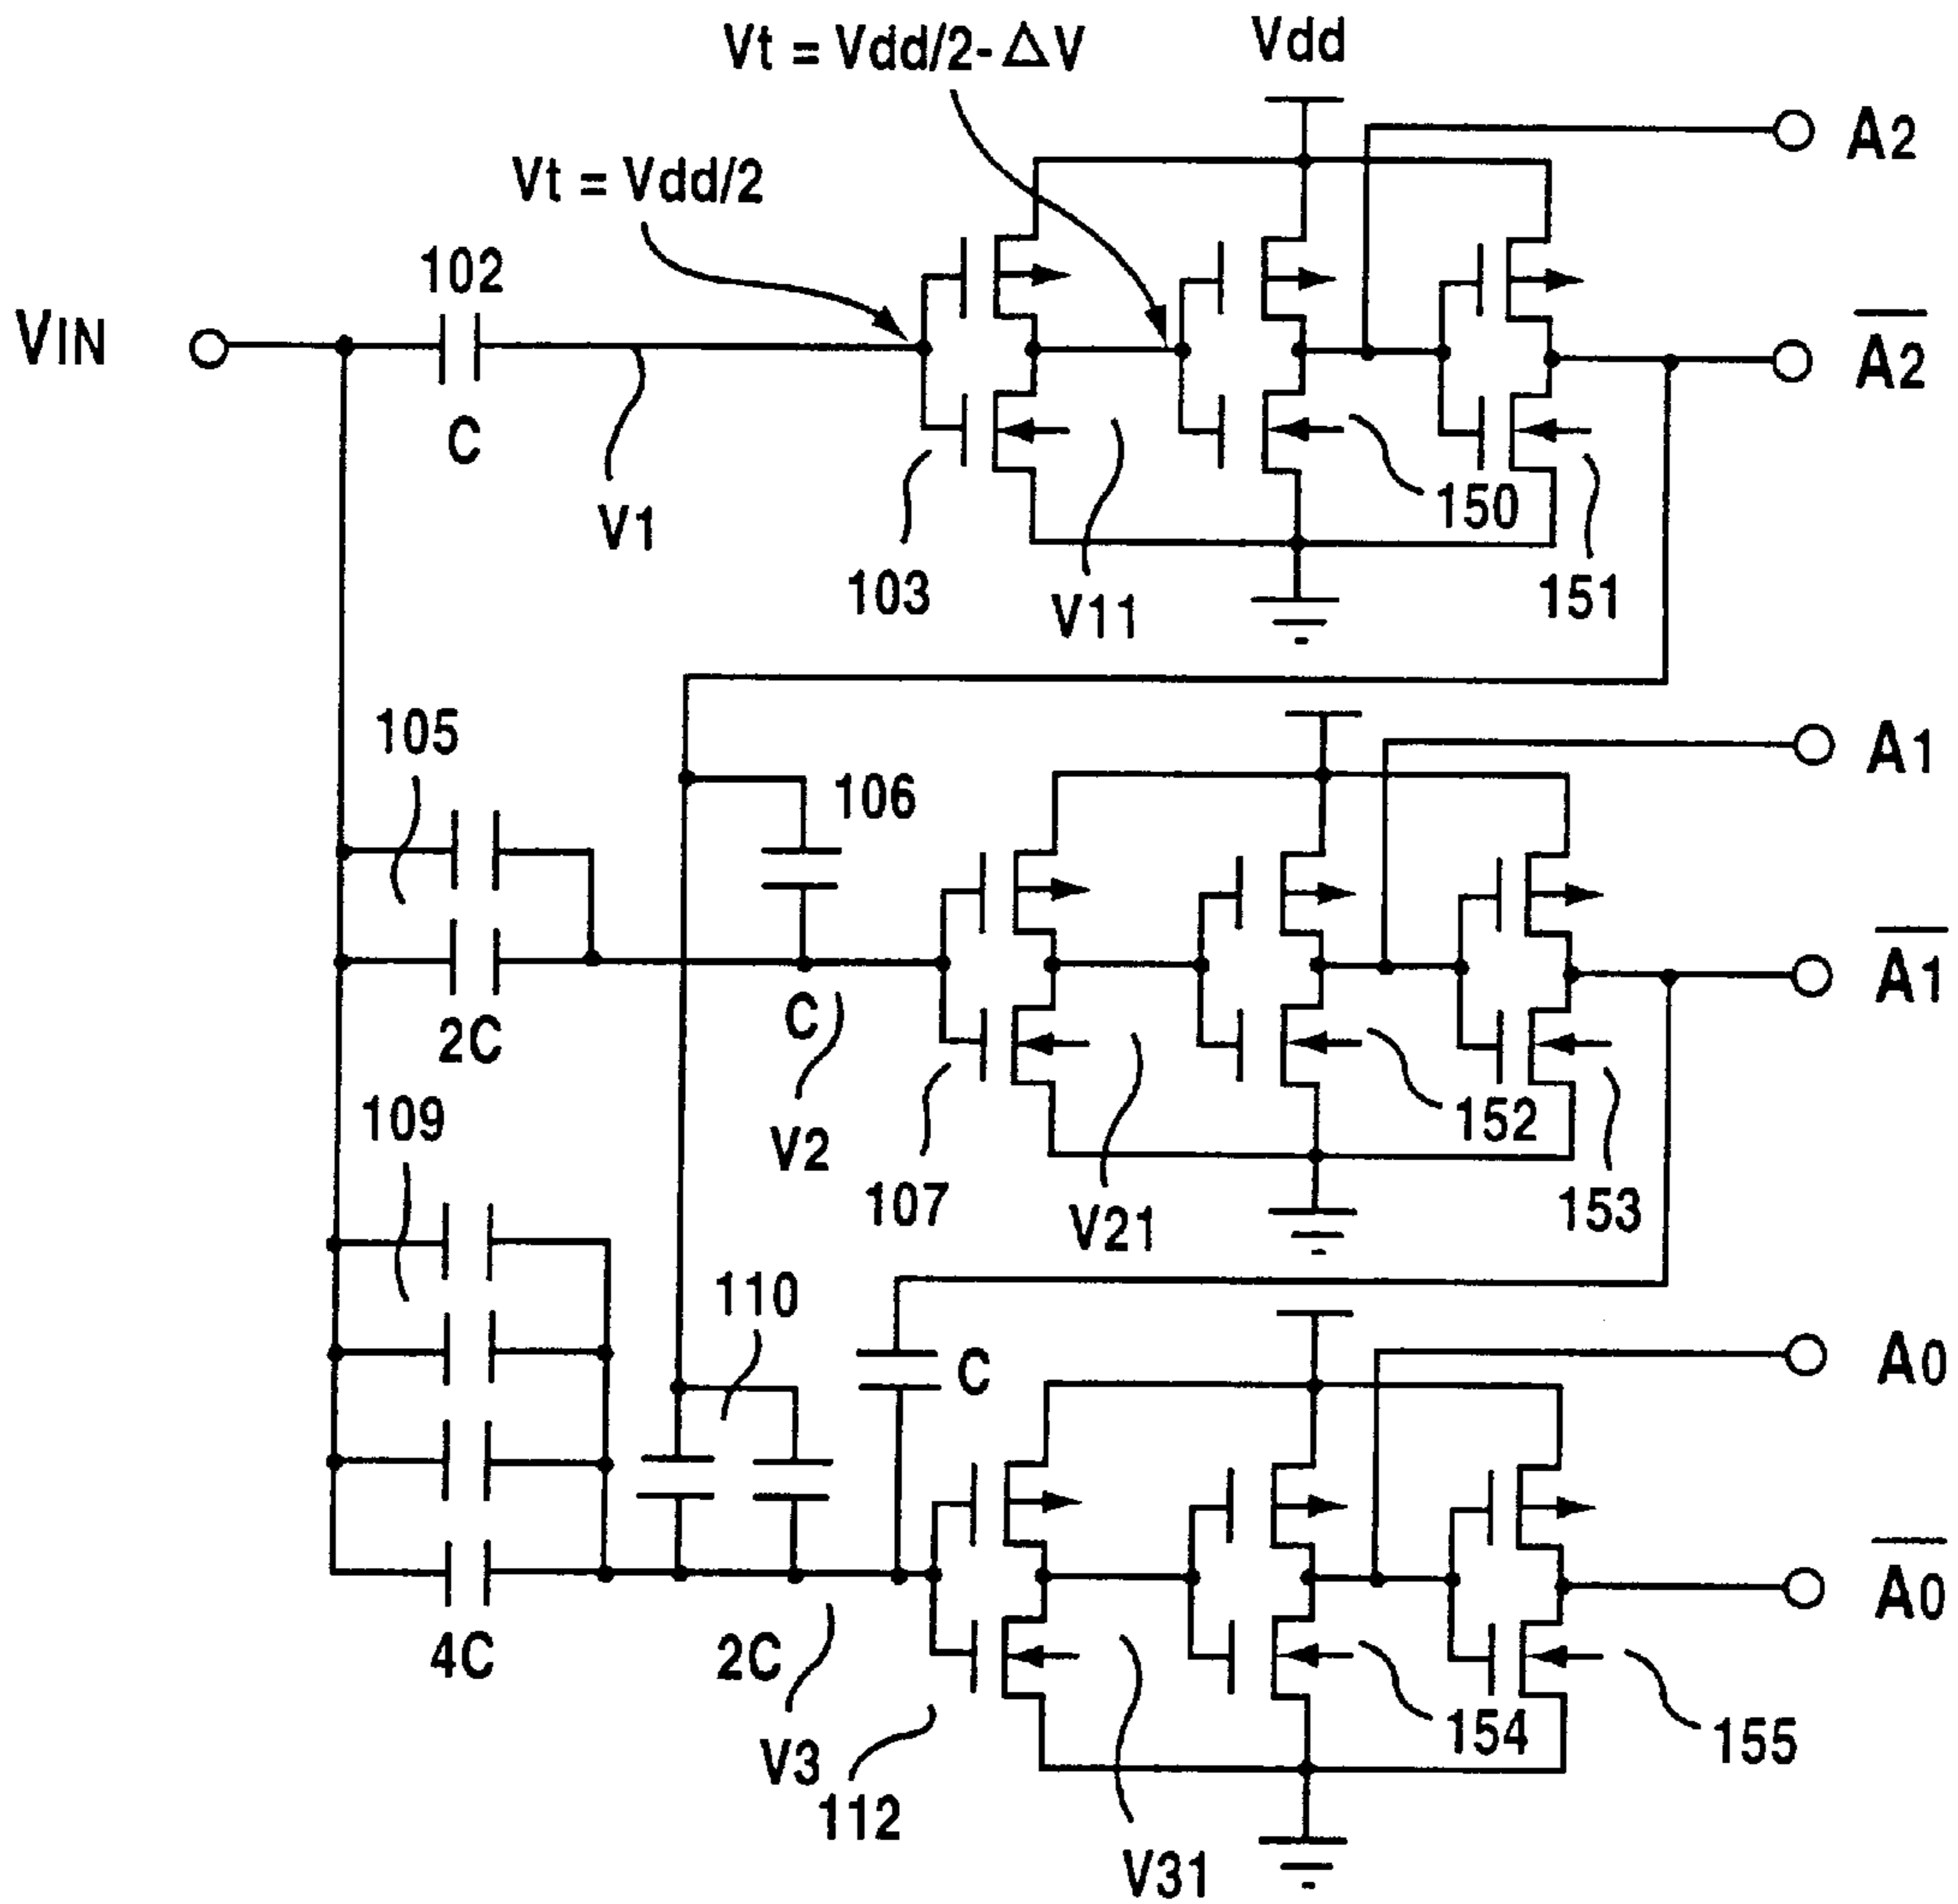 Vt = Vdd/2-ΔV
Vdd
A2
Vt = Vdd/2
102
VIN
A2
C
V1
150
103
V11
151
105
106
A1
A1
C
2C
109
152
V2
107
V21
153
110
C
A0
A0
4C
2C
154
155
V3
112
V31